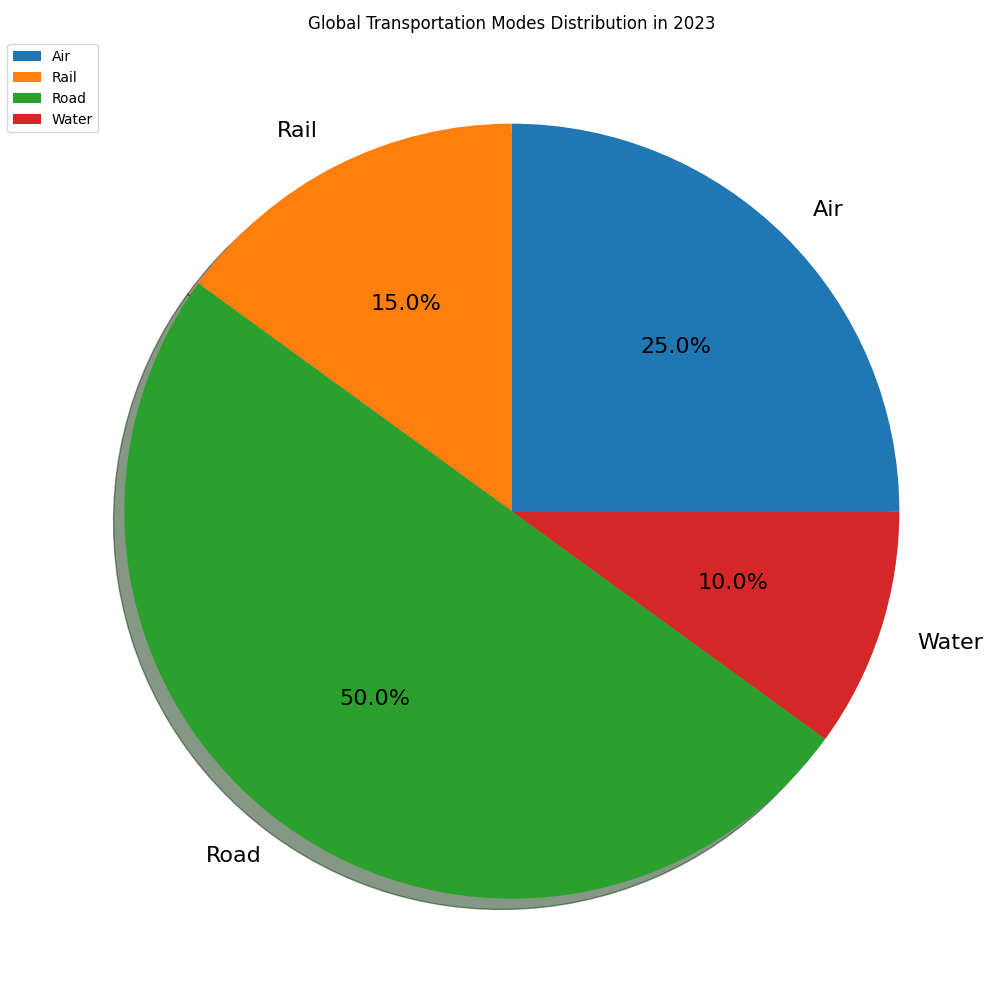 Global Transportation Modes Distribution in 2023
Air
Rail
Road
Water
Rail
Air
15.0%
25.0%
10.0%
Water
50.0%
Road